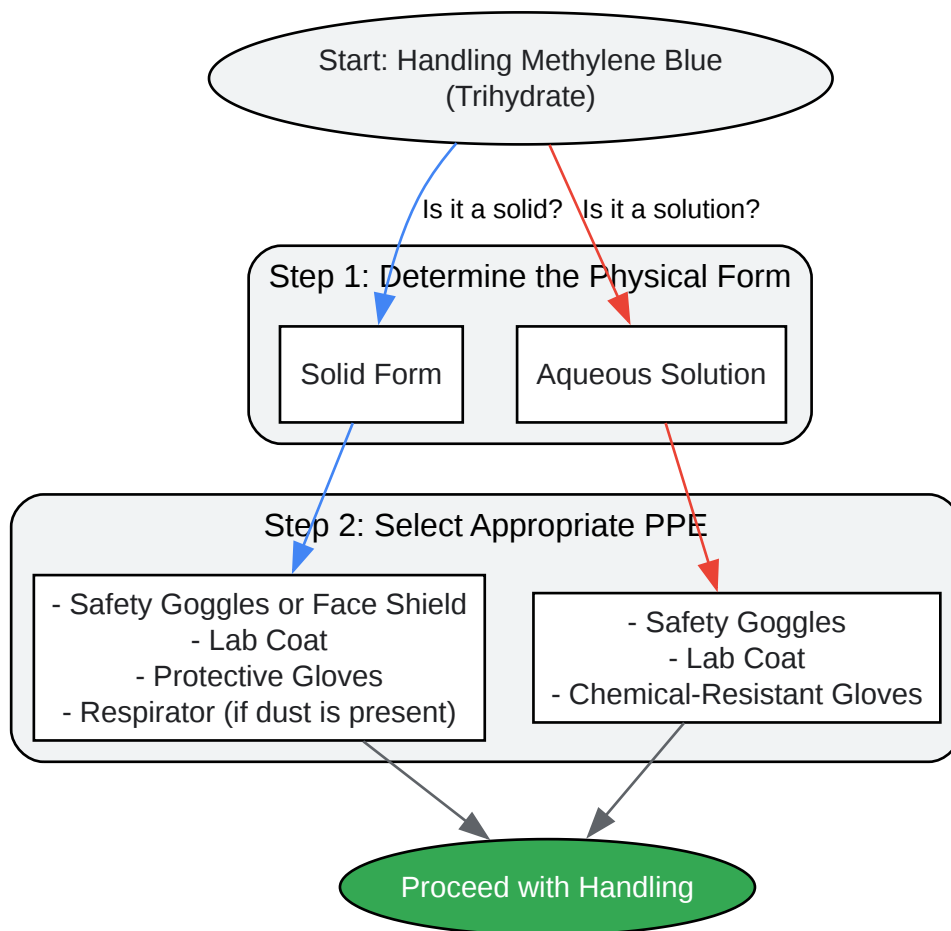 Start: Handling Methylene Blue
(Trihydrate)
Is it a solid?
Is it a solution?
Step 1: Determine the Physical Form
Solid Form
Aqueous Solution
Step 2: Select Appropriate PPE
- Safety Goggles or Face Shield
- Lab Coat
- Protective Gloves
- Respirator (if dust is present)
- Safety Goggles
- Lab Coat
- Chemical-Resistant Gloves
Proceed with Handling